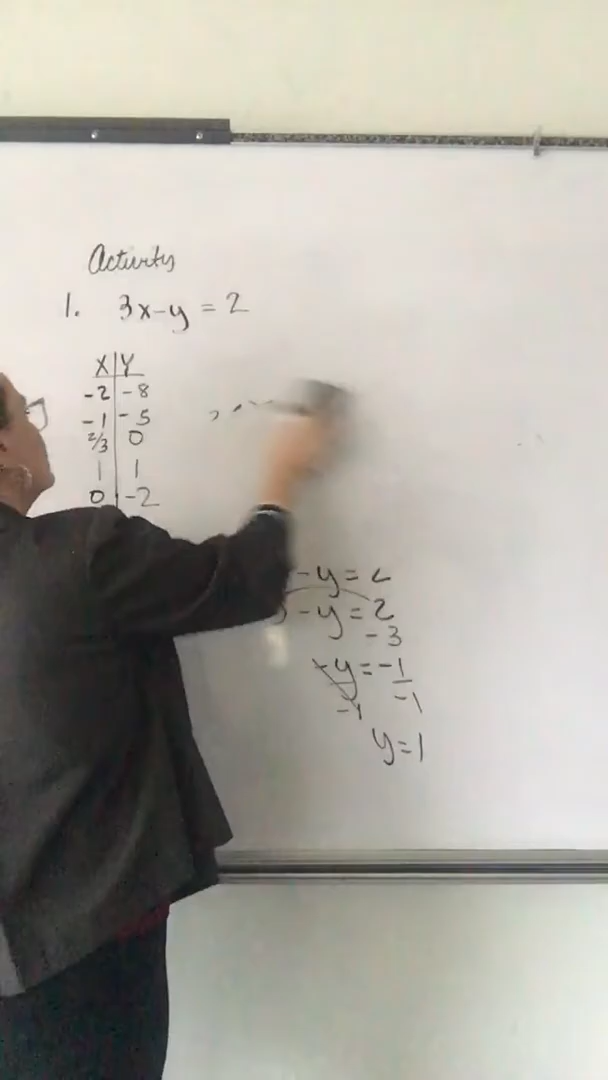 Activity
1. 3x-y = 2
X Y
-2 -8
-1 -5
2/3 0
1 1
0 -2
-y = 2
-y = 2
-3
-y = -1
-1 -1
y = 1